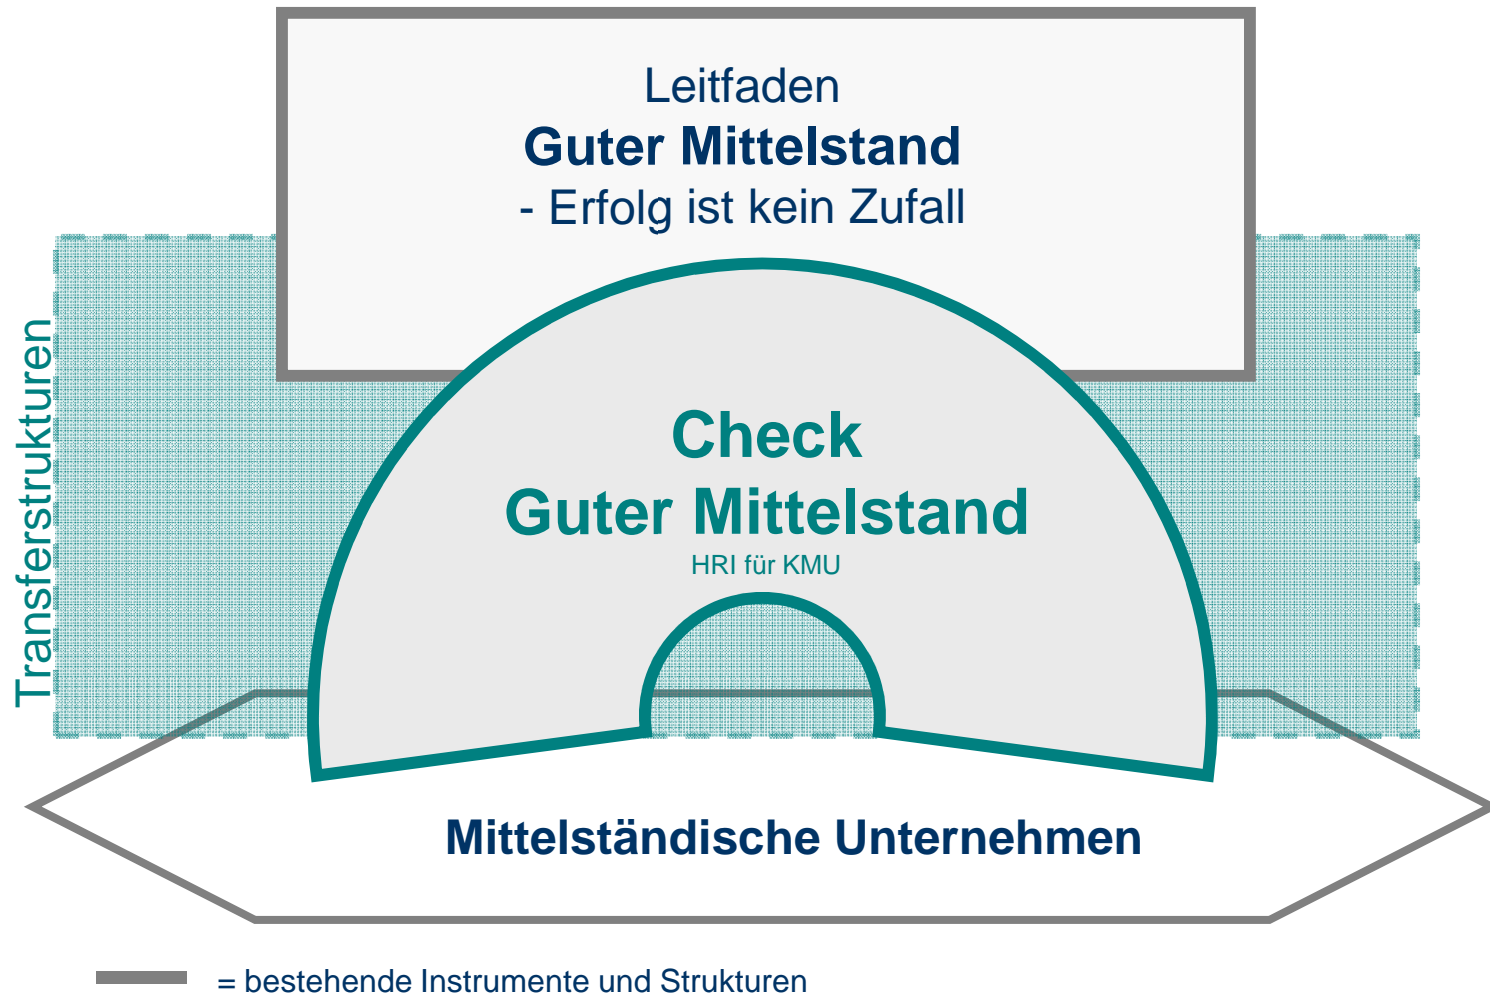 Leitfaden
Guter Mittelstand
- Erfolg ist kein Zufall
Transferstrukturen
Check
Guter Mittelstand
HRI für KMU
Mittelständische Unternehmen
= bestehende Instrumente und Strukturen